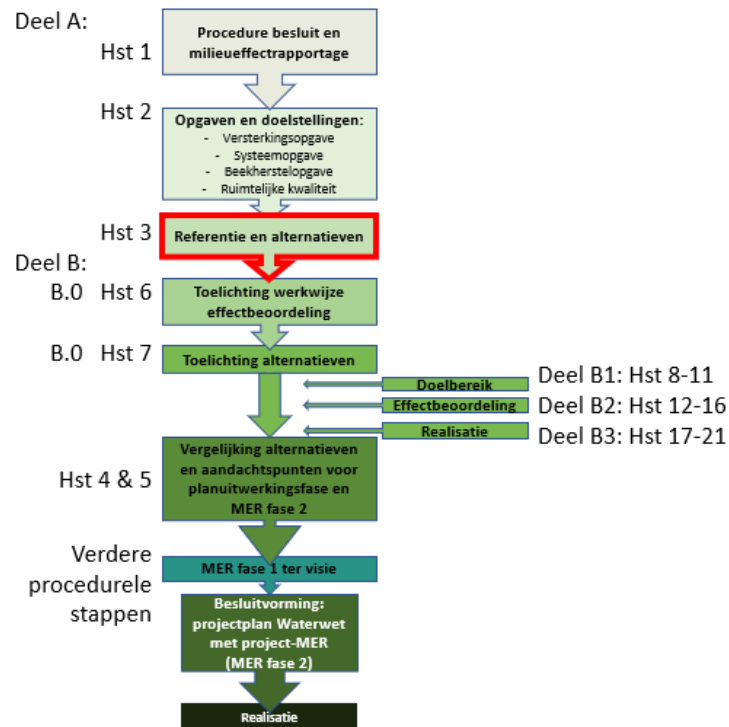 Deel A:
Hst 1
Procedure besluit en
milieueffectrapportage
Hst 2
Opgaven en doelstellingen:
- Versterkingsopgave
- Systeemopgave
- Beekherstelopgave
- Ruimtelijke kwaliteit
Hst 3
Referentie en alternatieven
Deel B:
B.0 Hst 6
Toelichting werkwijze
effectbeoordeling
B.0 Hst 7
Toelichting alternatieven
Doelbereik
Deel B1: Hst 8-11
Effectbeoordeling
Deel B2: Hst 12-16
Realisatie
Deel B3: Hst 17-21
Hst 4 & 5
Vergelijking alternatieven
en aandachtspunten voor
planuitwerkingsfase en
MER fase 2
Verdere
procedurele
stappen
MER fase 1 ter visie
Besluitvorming:
projectplan Waterwet
met project-MER
(MER fase 2)
Realisatie